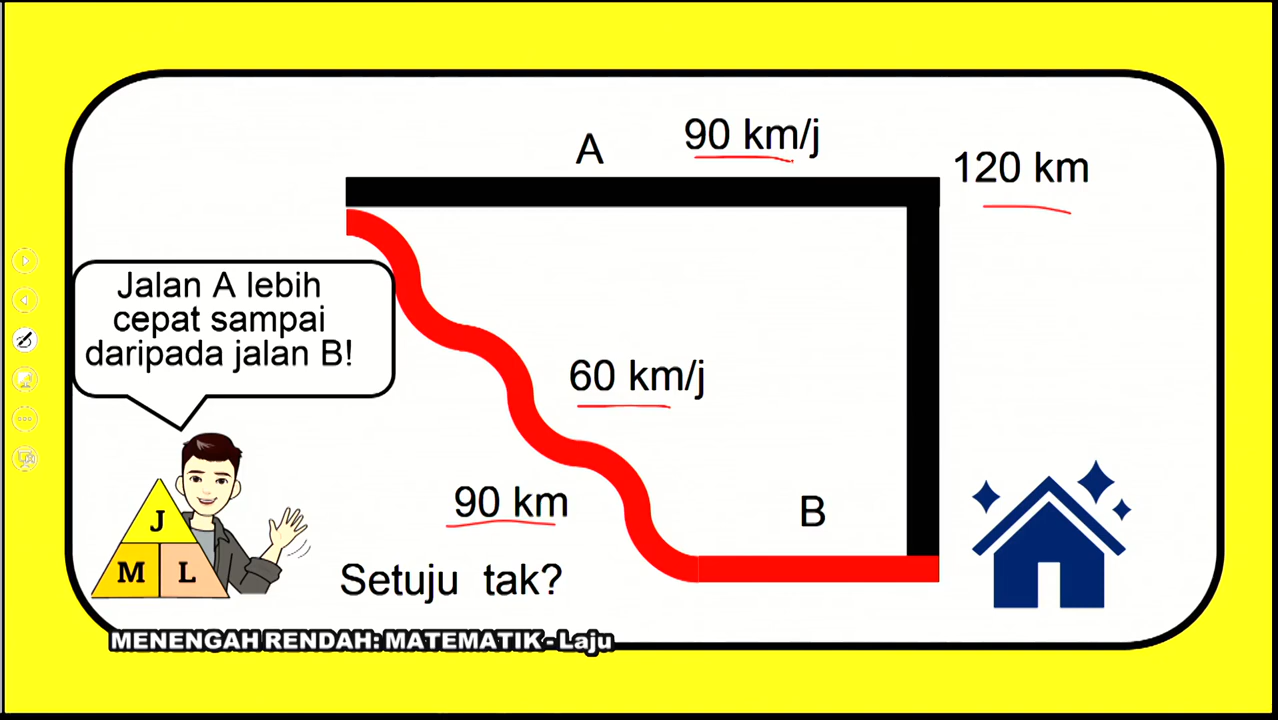 A
90 km/j
120 km
Jalan A lebih
cepat sampai
daripada jalan B!
60 km/j
90 km
B
J
M L
Setuju tak?
MENENGAH RENDAH: MATEMATIK - Laju